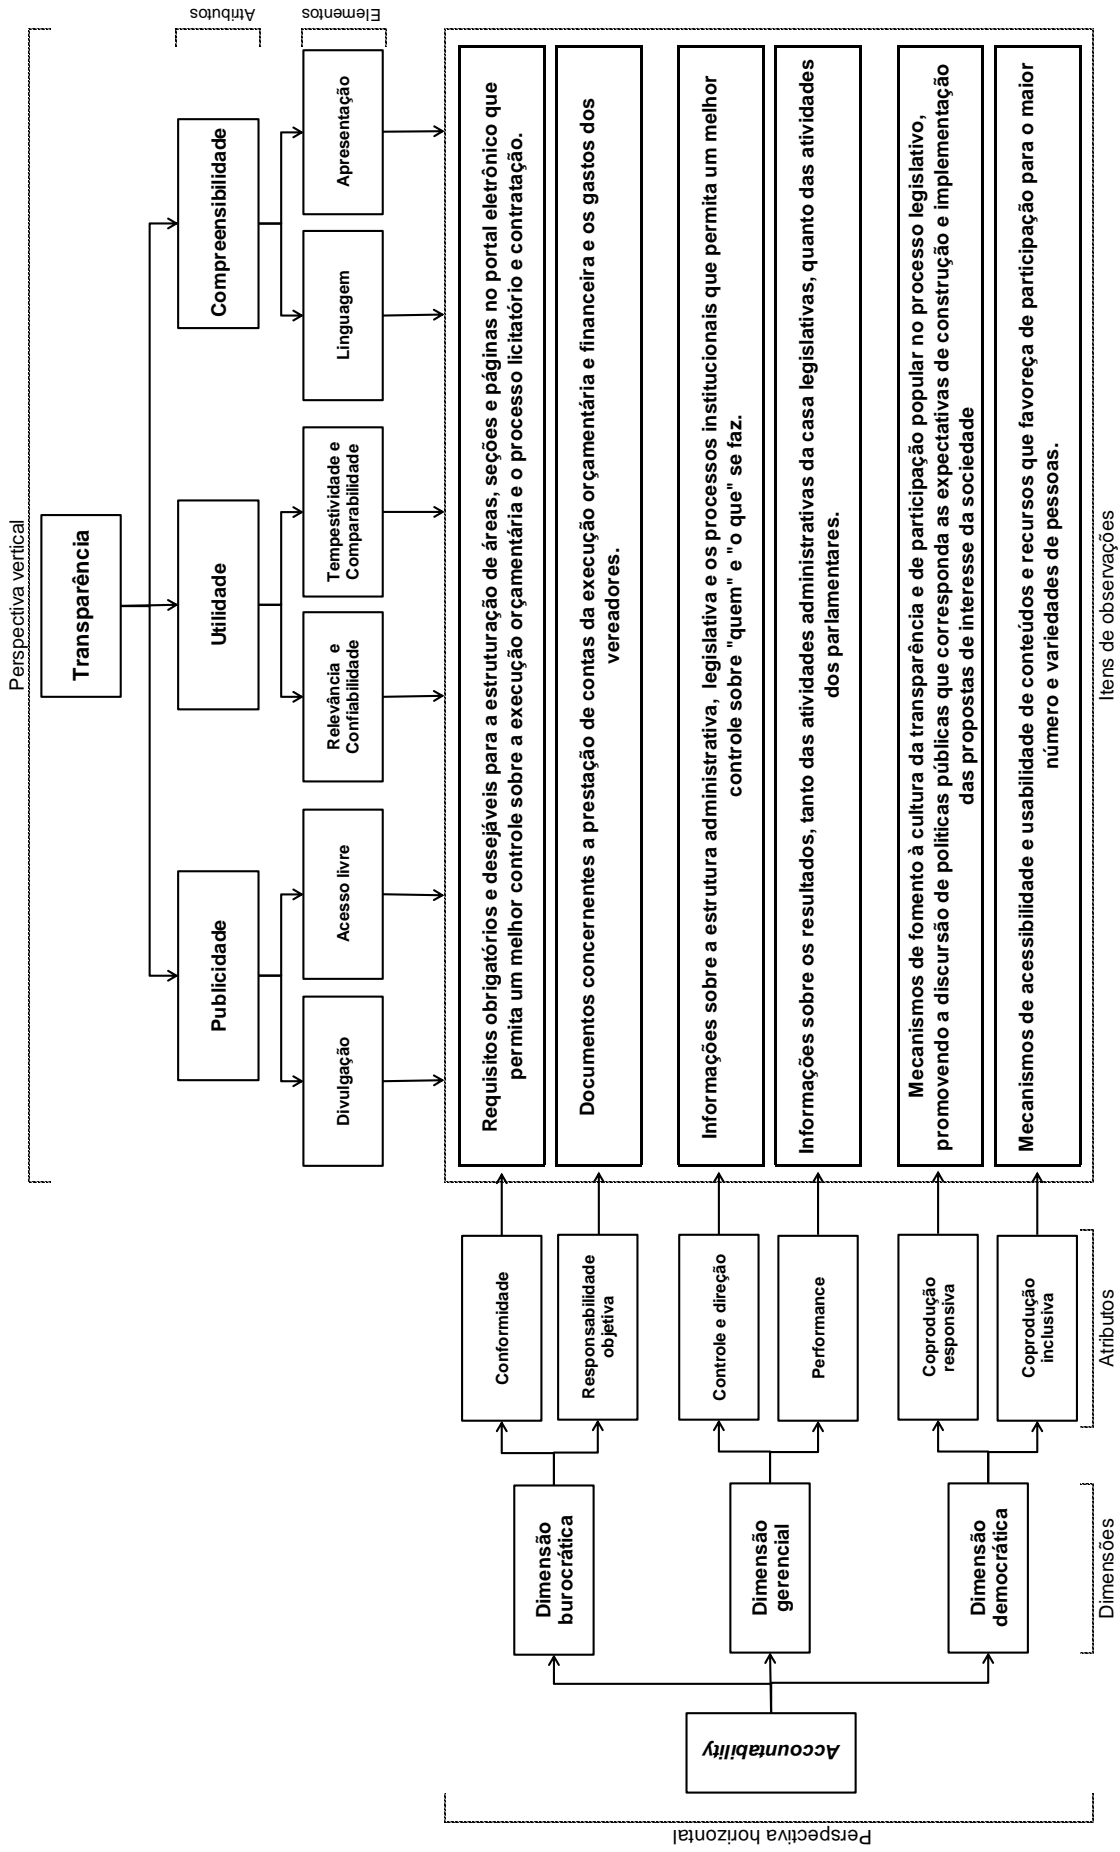 Perspectiva vertical
Transparência
Atributos
Publicidade
Utilidade
Compreensibilidade
Elementos
Divulgação
Acesso livre
Relevância e
Confiabilidade
Tempestividade e
Comparabilidade
Linguagem
Apresentação
Perspectiva horizontal
Accountability
Dimensão
burocrática
Dimensão
gerencial
Dimensão
democrática
Dimensões
Conformidade
Responsabilidade
objetiva
Controle e direção
Performance
Coprodução
responsiva
Coprodução
inclusiva
Atributos
Requisitos obrigatórios e desejáveis para a estruturação de áreas, seções e páginas no portal eletrônico que
permita um melhor controle sobre a execução orçamentária e o processo licitatório e contratação.
Documentos concernentes a prestação de contas da execução orçamentária e financeira e os gastos dos
vereadores.
Informações sobre a estrutura administrativa, legislativa e os processos institucionais que permita um melhor
controle sobre "quem" e "o que" se faz.
Informações sobre os resultados, tanto das atividades administrativas da casa legislativas, quanto das atividades
dos parlamentares.
Mecanismos de fomento à cultura da transparência e de participação popular no processo legislativo,
promovendo a discursão de políticas públicas que corresponda as expectativas de construção e implementação
das propostas de interesse da sociedade
Mecanismos de acessibilidade e usabilidade de conteúdos e recursos que favoreça de participação para o maior
número e variedades de pessoas.
Itens de observações